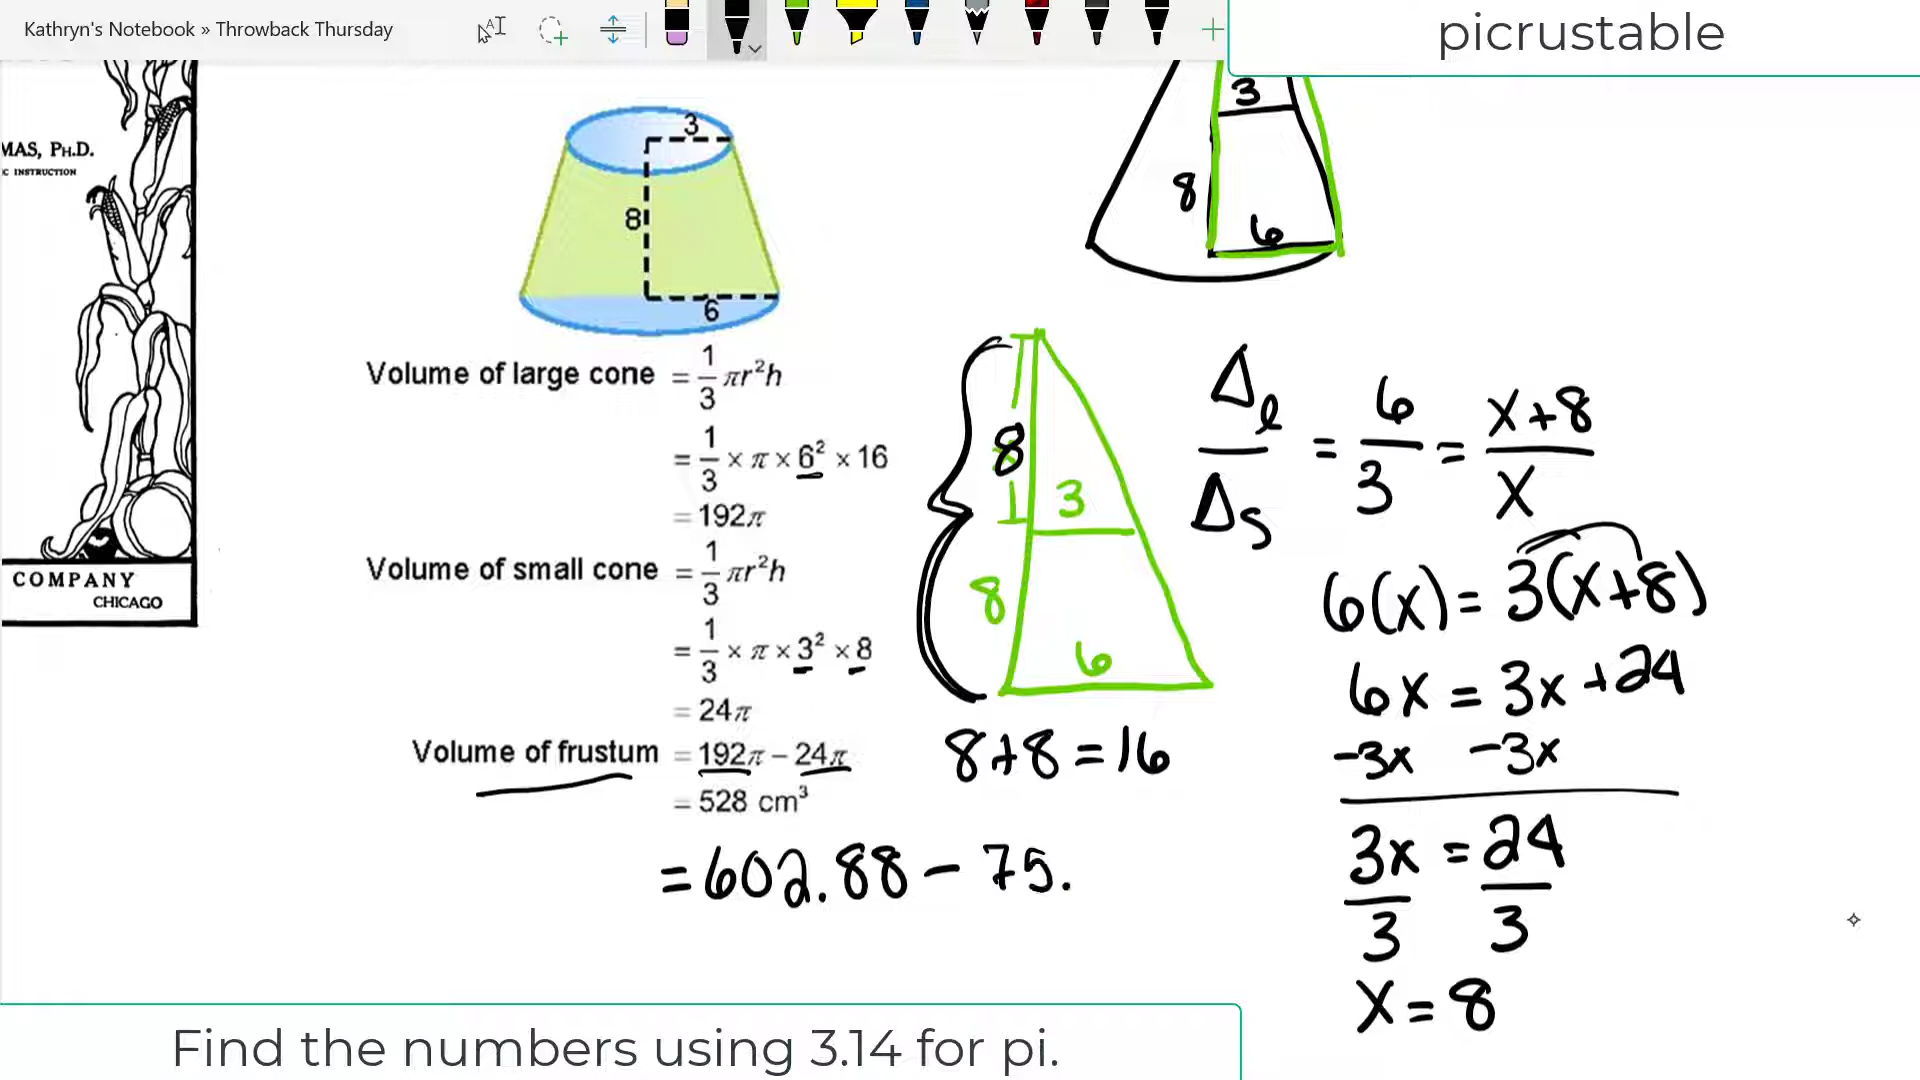 Kathryn's Notebook » Throwback Thursday
picrustable
MAS, PH.D.
C INSTRUCTION
COMPANY
CHICAGO
3
8
6
Volume of large cone = 1/3 πr²h
= 1/3 × π × 6² × 16
= 192π
Volume of small cone = 1/3 πr²h
= 1/3 × π × 3² × 8
= 24π
Volume of frustum = 192π − 24π
= 528 cm³
= 602.88 − 75.
3
8
6
8
3
8
6
8+8=16
Δℓ/Δs = 6/3 = x+8/x
6(x)=3(x+8)
6x = 3x+24
-3x -3x
3x/3 = 24/3
x = 8
Find the numbers using 3.14 for pi.